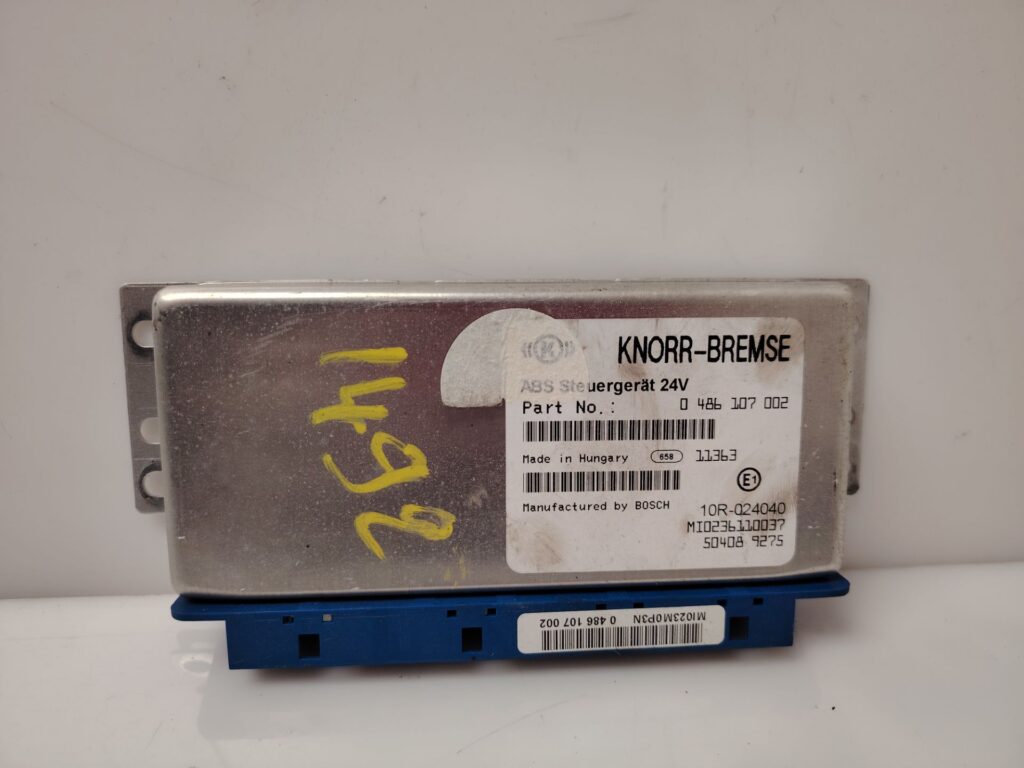 1492
((K))
KNORR-BREMSE
ABS Steuergerät 24V
Part No.: 0 486 107 002
Made in Hungary 658 11363
E1
Manufactured by BOSCH 10R-024040
MI0236110037
50408 9275
MI023M0P3N
0 486 107 002